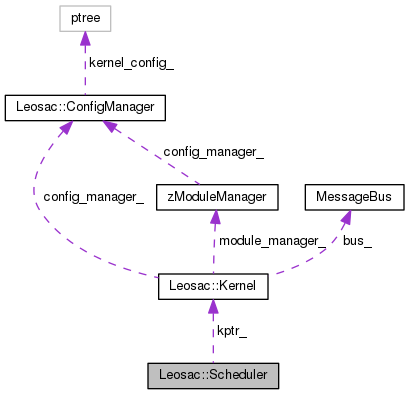 ptree
kernel_config_
Leosac::ConfigManager
config_manager_
config_manager_
zModuleManager
MessageBus
module_manager_
bus_
Leosac::Kernel
kptr_
Leosac::Scheduler